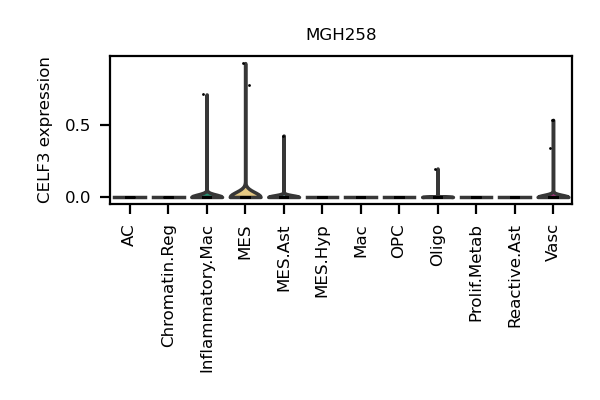 MGH258
CELF3 expression
0.5
0.0
AC
Chromatin.Reg
Inflammatory.Mac
MES
MES.Ast
MES.Hyp
Mac
OPC
Oligo
Prolif.Metab
Reactive.Ast
Vasc